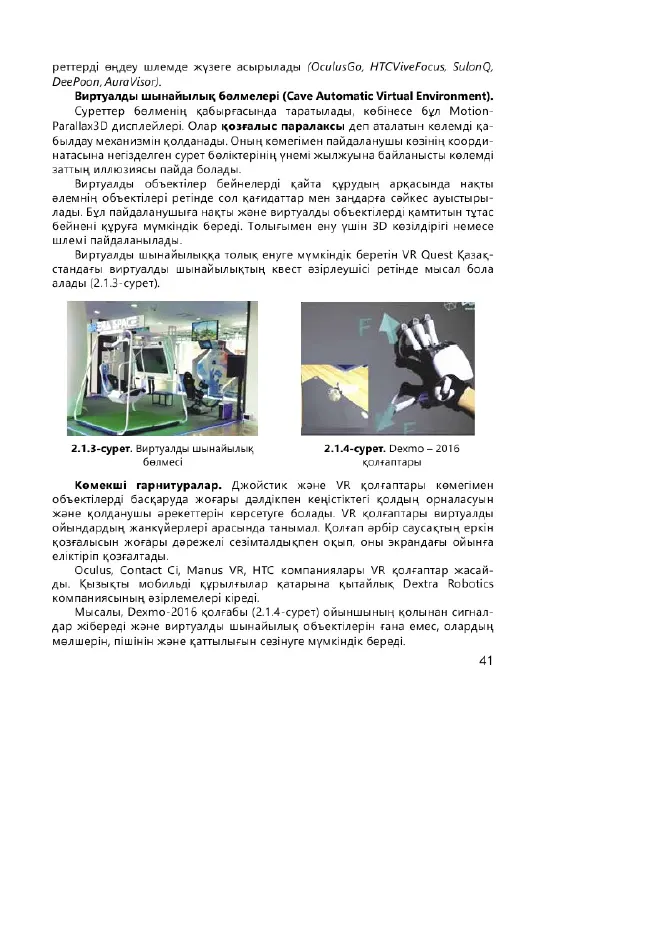 реттерді өңдеу шлемде жүзеге асырылады (OculusGo, HTCViveFocus, SulonQ,
DeePoon, AuraVisor).
Виртуалды шынайылық бөлмелері (Cave Automatic Virtual Environment).
Суреттер бөлменің қабырғасында таратылады, көбінесе бұл Motion-
Parallax3D дисплейлері. Олар қозғалыс паралаксы деп аталатын көлемді қа-
былдау механизмін қолданады. Оның көмегімен пайдаланушы көзінің коорди-
натасына негізделген сурет бөліктерінің үнемі жылжуына байланысты көлемді
заттың иллюзиясы пайда болады.
Виртуалды объектілер бейнелерді қайта құрудың арқасында нақты
әлемнің объектілері ретінде сол қағидаттар мен заңдарға сәйкес ауыстыры-
лады. Бұл пайдаланушыға нақты және виртуалды объектілерді қамтитын тұтас
бейнені құруға мүмкіндік береді. Толығымен ену үшін 3D көзілдірігі немесе
шлемі пайдаланылады.
Виртуалды шынайылыққа толық енуге мүмкіндік беретін VR Quest Қазақ-
стандағы виртуалды шынайылықтың квест әзірлеушісі ретінде мысал бола
алады (2.1.3-сурет).
F
F
2.1.3-сурет. Виртуалды шынайылық
бөлмесі
2.1.4-сурет. Dexmo – 2016
қолғаптары
Көмекші гарнитуралар. Джойстик және VR қолғаптары көмегімен
объектілерді басқаруда жоғары дәлдікпен кеңістіктегі қолдың орналасуын
және қолданушы әрекеттерін көрсетуге болады. VR қолғаптары виртуалды
ойындардың жанкүйерлері арасында танымал. Қолғап әрбір саусақтың еркін
қозғалысын жоғары дәрежелі сезімталдықпен оқып, оны экрандағы ойынға
еліктіріп қозғалтады.
Oculus, Contact Ci, Manus VR, HTC компаниялары VR қолғаптар жасай-
ды. Қызықты мобильді құрылғылар қатарына қытайлық Dextra Robotics
компаниясының әзірлемелері кіреді.
Мысалы, Dexmo-2016 қолғабы (2.1.4-сурет) ойыншының қолынан сигнал-
дар жібереді және виртуалды шынайылық объектілерін ғана емес, олардың
мөлшерін, пішінін және қаттылығын сезінуге мүмкіндік береді.
41